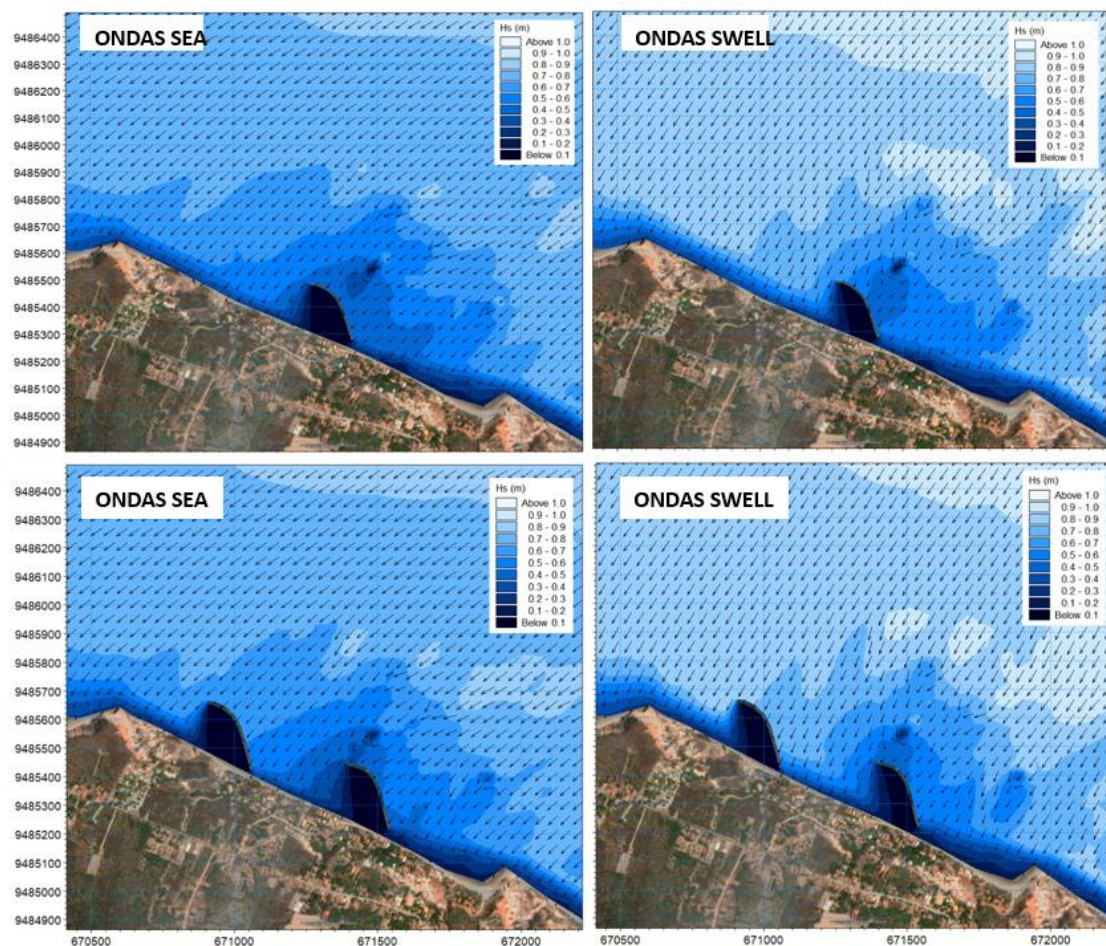 ONDAS SEA
Hs (m)
Above 1.0
0.9 - 1.0
0.8 - 0.9
0.7 - 0.8
0.6 - 0.7
0.5 - 0.6
0.4 - 0.5
0.3 - 0.4
0.2 - 0.3
0.1 - 0.2
Below 0.1
9486400
9486300
9486200
9486100
9486000
9485900
9485800
9485700
9485600
9485500
9485400
9485300
9485200
9485100
9485000
9484900
ONDAS SWELL
Hs (m)
Above 1.0
0.9 - 1.0
0.8 - 0.9
0.7 - 0.8
0.6 - 0.7
0.5 - 0.6
0.4 - 0.5
0.3 - 0.4
0.2 - 0.3
0.1 - 0.2
Below 0.1
ONDAS SEA
Hs (m)
Above 1.0
0.9 - 1.0
0.8 - 0.9
0.7 - 0.8
0.6 - 0.7
0.5 - 0.6
0.4 - 0.5
0.3 - 0.4
0.2 - 0.3
0.1 - 0.2
Below 0.1
9486400
9486300
9486200
9486100
9486000
9485900
9485800
9485700
9485600
9485500
9485400
9485300
9485200
9485100
9485000
9484900
670500 671000 671500 672000
ONDAS SWELL
Hs (m)
Above 1.0
0.9 - 1.0
0.8 - 0.9
0.7 - 0.8
0.6 - 0.7
0.5 - 0.6
0.4 - 0.5
0.3 - 0.4
0.2 - 0.3
0.1 - 0.2
Below 0.1
670500 671000 671500 672000